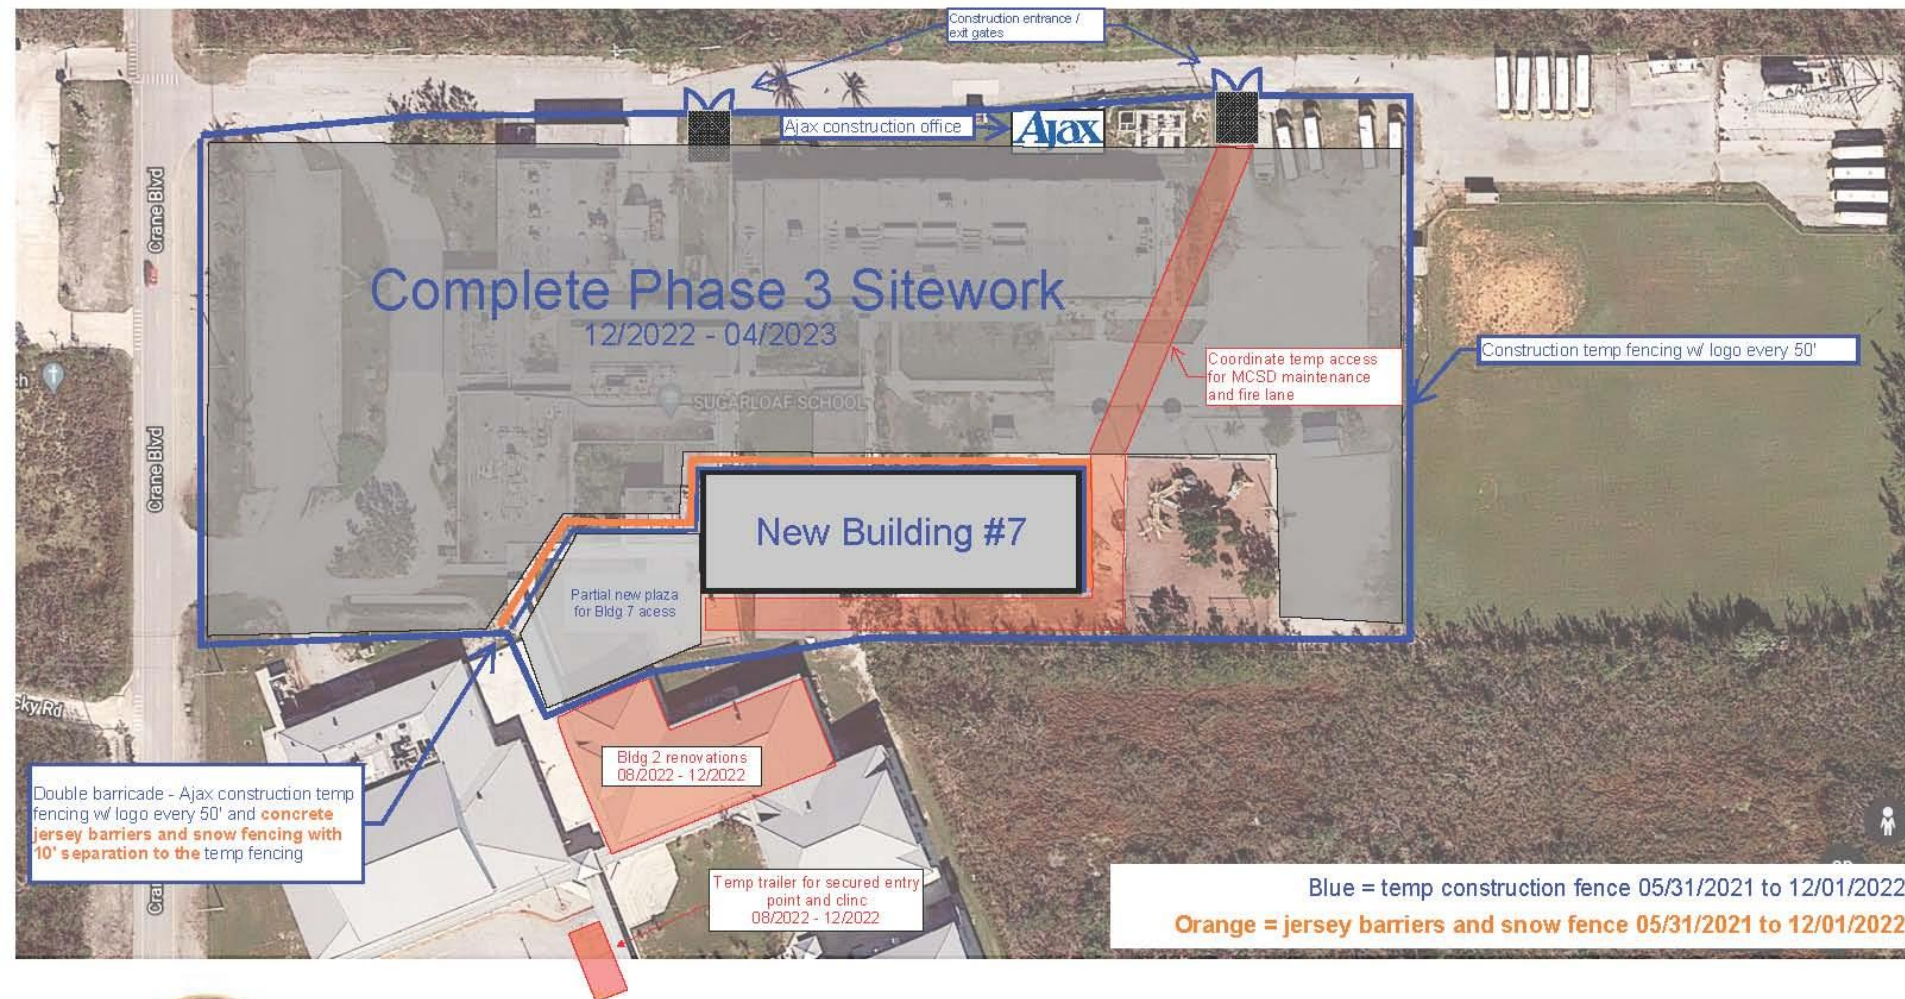 Construction entrance /
exit gates
Ajax construction office
Ajax
Crane Blvd
Complete Phase 3 Sitework
12/2022 - 04/2023
Construction temp fencing w/ logo every 50'
Coordinate temp access
for MCSD maintenance
and fire lane
ch
SUGARLOAF SCHOOL
Crane Blvd
New Building #7
Partial new plaza
for Bldg 7 acess
cky Rd
Bldg 2 renovations
08/2022 - 12/2022
Double barricade - Ajax construction temp
fencing w/ logo every 50' and concrete
jersey barriers and snow fencing with
10' separation to the temp fencing
Cra
Temp trailer for secured entry
point and clinc
08/2022 - 12/2022
Blue = temp construction fence 05/31/2021 to 12/01/2022
Orange = jersey barriers and snow fence 05/31/2021 to 12/01/2022